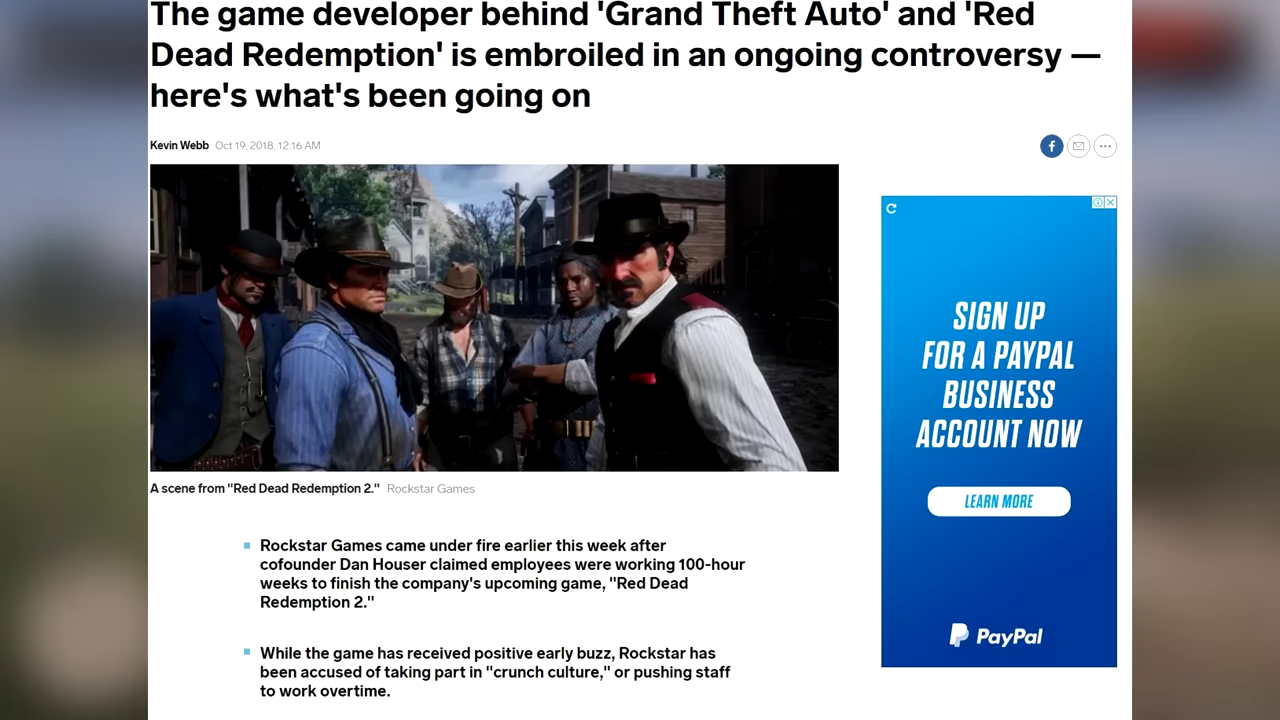 The game developer behind 'Grand Theft Auto' and 'Red
Dead Redemption' is embroiled in an ongoing controversy —
here's what's been going on
Kevin Webb Oct 19, 2018, 12:16 AM
A scene from "Red Dead Redemption 2." Rockstar Games
Rockstar Games came under fire earlier this week after
cofounder Dan Houser claimed employees were working 100-hour
weeks to finish the company's upcoming game, "Red Dead
Redemption 2."
While the game has received positive early buzz, Rockstar has
been accused of taking part in "crunch culture," or pushing staff
to work overtime.
SIGN UP
FOR A PAYPAL
BUSINESS
ACCOUNT NOW
LEARN MORE
PayPal